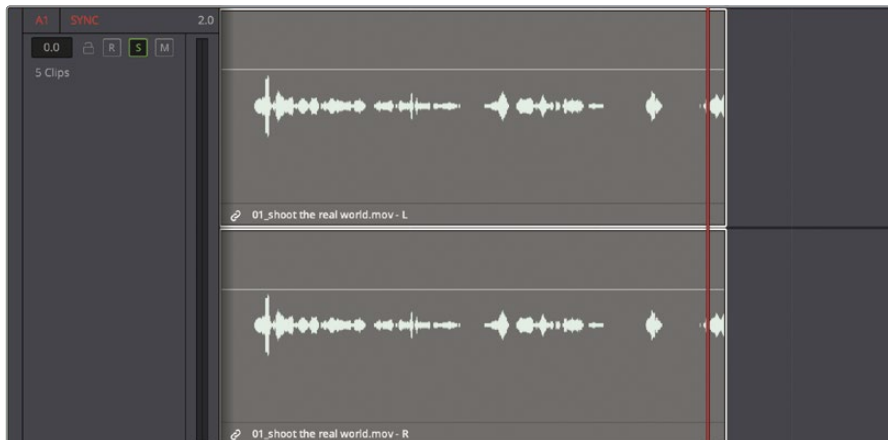 A1 SYNC 2.0
0.0 R S M
5 Clips
01_shoot the real world.mov - L
01_shoot the real world.mov - R